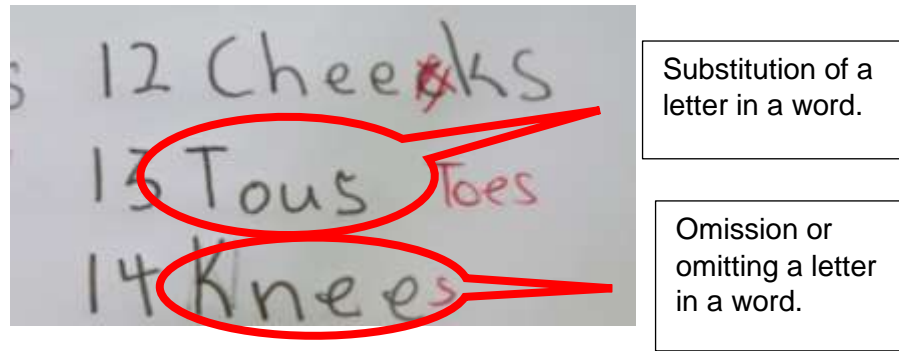 12 Cheeks
Substitution of a
letter in a word.
13 Tous Toes
14 Knees
Omission or
omitting a letter
in a word.